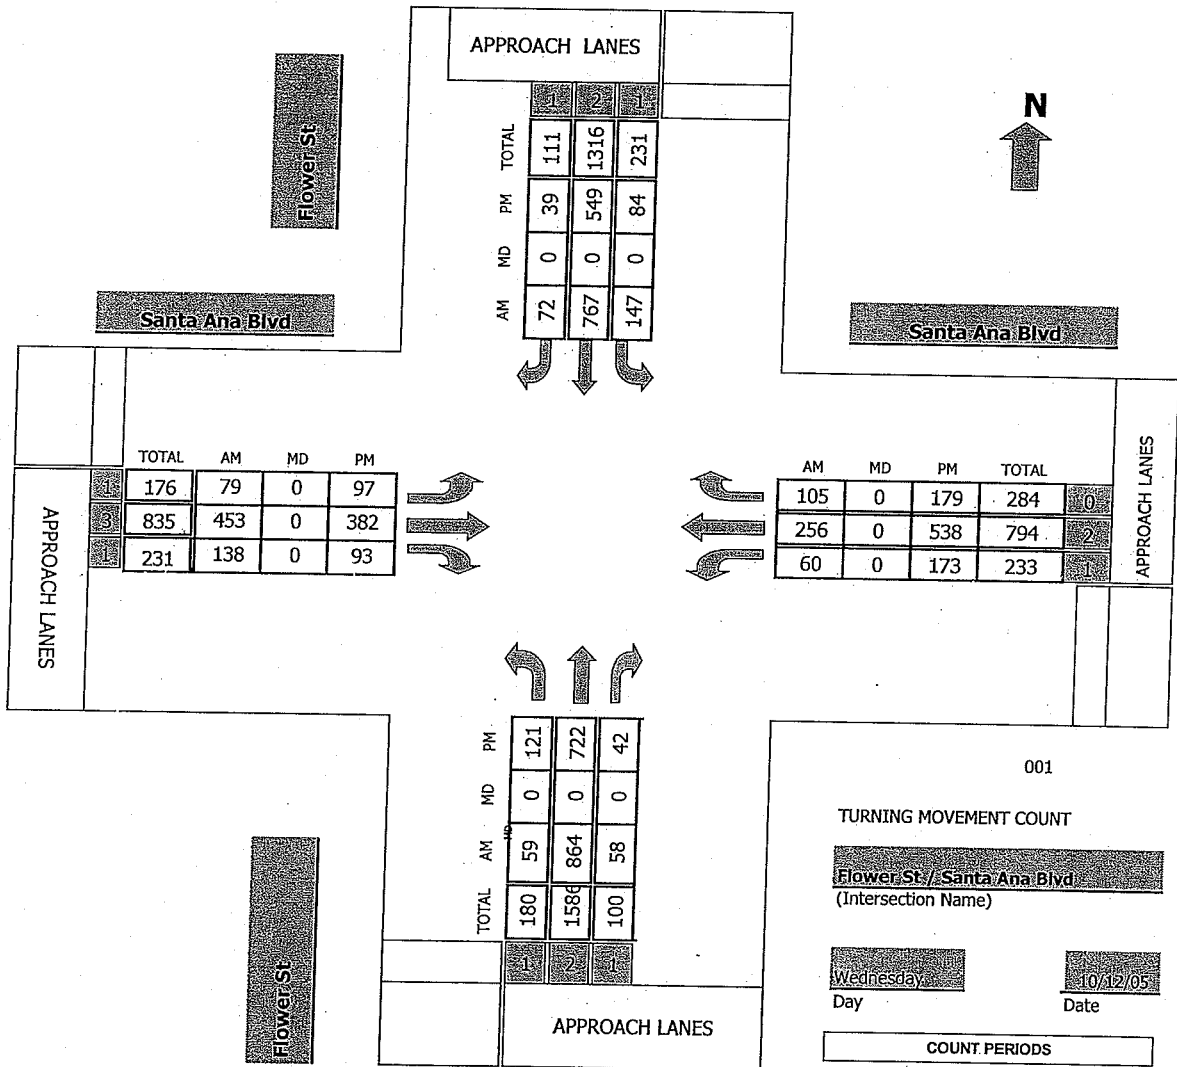 APPROACH LANES
1 2 1
Flower St
N
TOTAL 111 1316 231
PM 39 549 84
MD 0 0 0
AM 72 767 147
Santa Ana Blvd
Santa Ana Blvd
TOTAL AM MD PM
1 176 79 0 97
3 835 453 0 382
1 231 138 0 93
APPROACH LANES
AM MD PM TOTAL
105 0 179 284 0
256 0 538 794 2
60 0 173 233 1
APPROACH LANES
PM 121 722 42
MD 0 0 0
MD
AM 59 864 58
TOTAL 180 1586 100
1 2 1
APPROACH LANES
Flower St
001
TURNING MOVEMENT COUNT
Flower St / Santa Ana Blvd
(Intersection Name)
Wednesday 10/12/05
Day Date
COUNT PERIODS